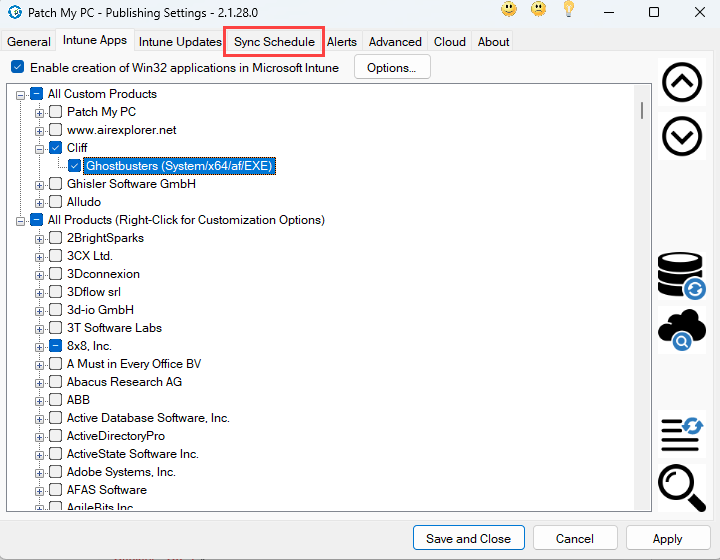 Patch My PC - Publishing Settings - 2.1.28.0
General Intune Apps Intune Updates Sync Schedule Alerts Advanced Cloud About
Enable creation of Win32 applications in Microsoft Intune Options...
All Custom Products
Patch My PC
www.airexplorer.net
Cliff
Ghostbusters (System/x64/af/EXE)
Ghisler Software GmbH
Alludo
All Products (Right-Click for Customization Options)
2BrightSparks
3CX Ltd.
3Dconnexion
3Dflow srl
3d-io GmbH
3T Software Labs
8x8, Inc.
A Must in Every Office BV
Abacus Research AG
ABB
Active Database Software, Inc.
ActiveDirectoryPro
ActiveState Software Inc.
Adobe Systems, Inc.
AFAS Software
AgileBits Inc
Save and Close Cancel Apply